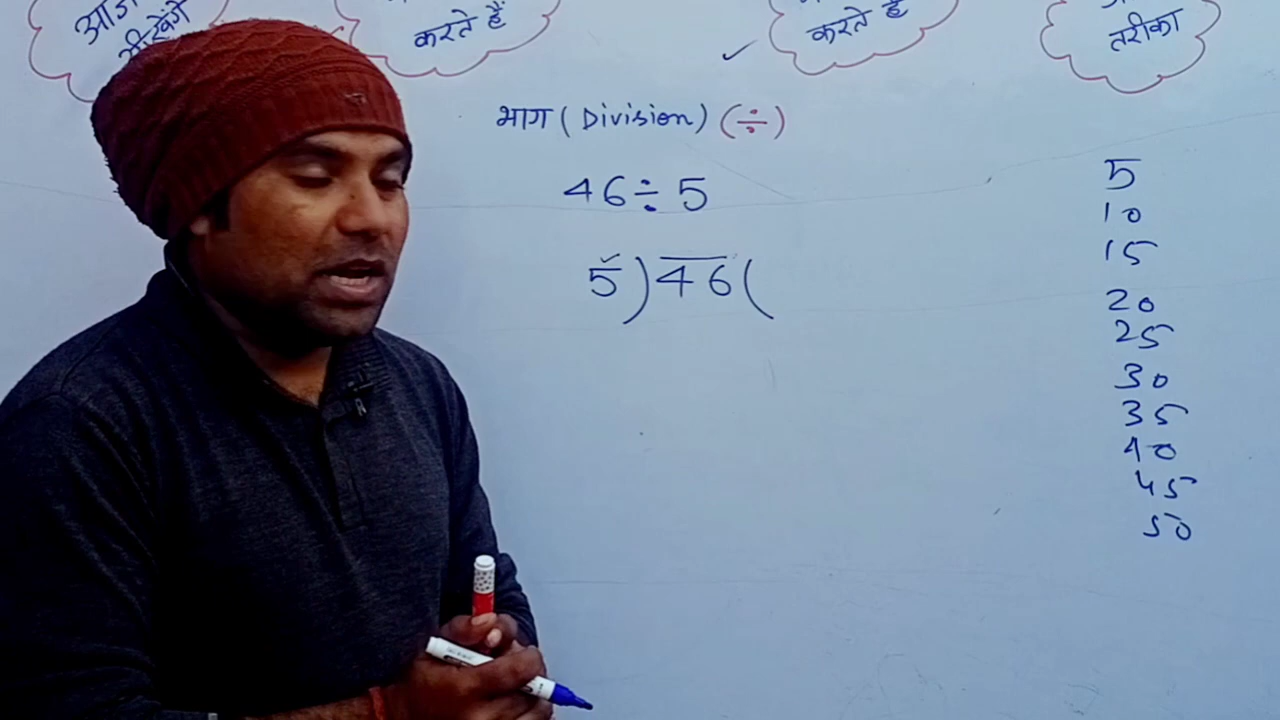 आज
सीखेंगे
करते हैं
करते हैं
तरीका
भाग (Division) (÷)
46÷5
5)46(
5
10
15
20
25
30
35
40
45
50